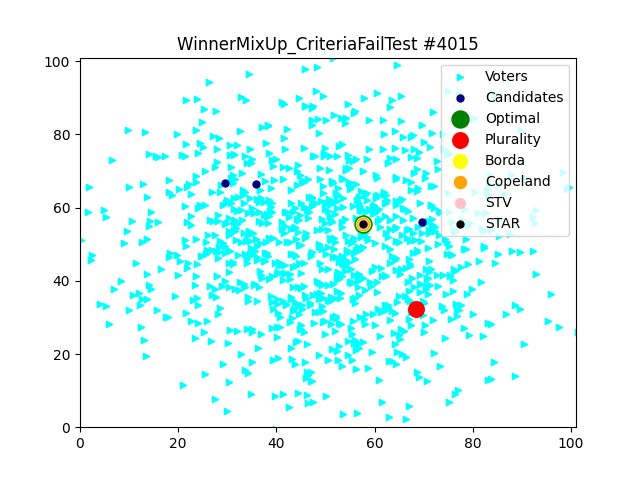 WinnerMixUp_CriteriaFailTest #4015
100
80
60
40
20
0
0 20 40 60 80 100
Voters
Candidates
Optimal
Plurality
Borda
Copeland
STV
STAR